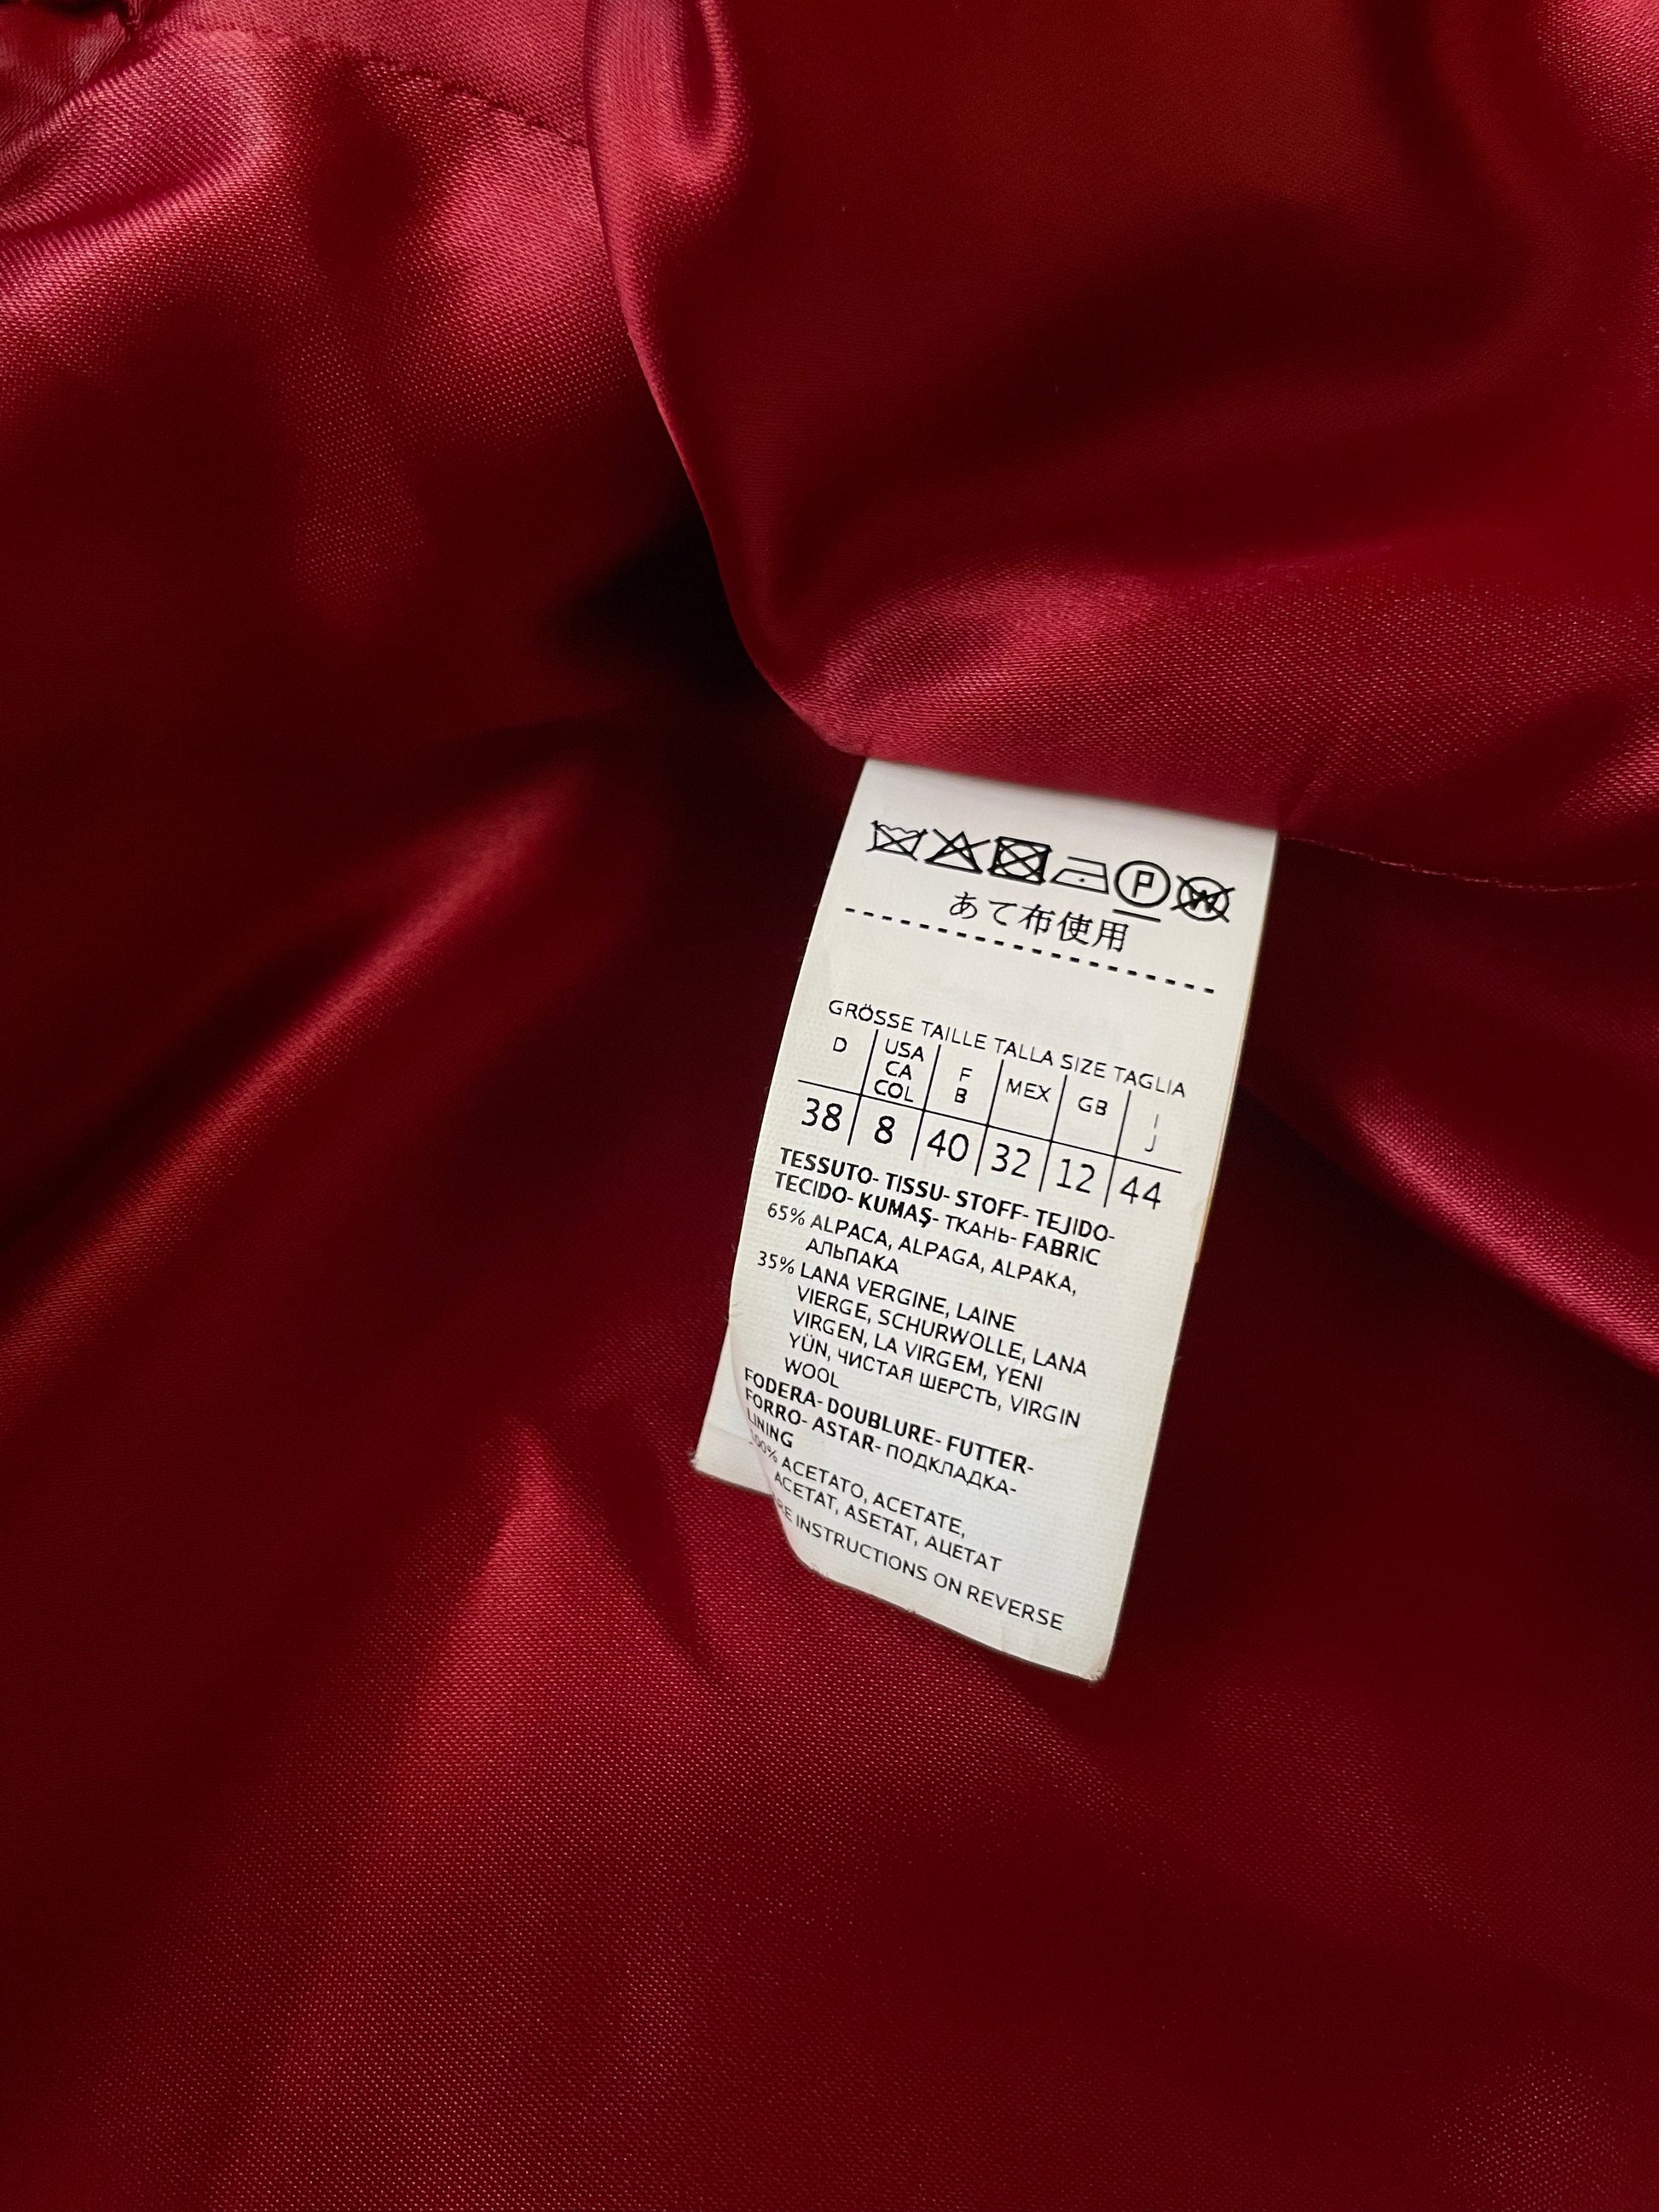 P W
あて布使用
GRÖSSE TAILLE TALLA SIZE TAGLIA
D USA CA COL F B MEX GB I J
38 8 40 32 12 44
TESSUTO- TISSU- STOFF- TEJIDO-
TECIDO- KUMAŞ- ТКАНЬ- FABRIC
65% ALPACA, ALPAGA, ALPAKA,
АЛЬПАКА
35% LANA VERGINE, LAINE
VIERGE, SCHURWOLLE, LANA
VIRGEN, LA VIRGEM, YENI
YÜN, ЧИСТАЯ ШЕРСТЬ, VIRGIN
WOOL
FODERA- DOUBLURE- FUTTER-
FORRO- ASTAR- ПОДКЛАДКА-
LINING
100% ACETATO, ACETATE,
ACETAT, ASETAT, АЦЕТАТ
RE INSTRUCTIONS ON REVERSE